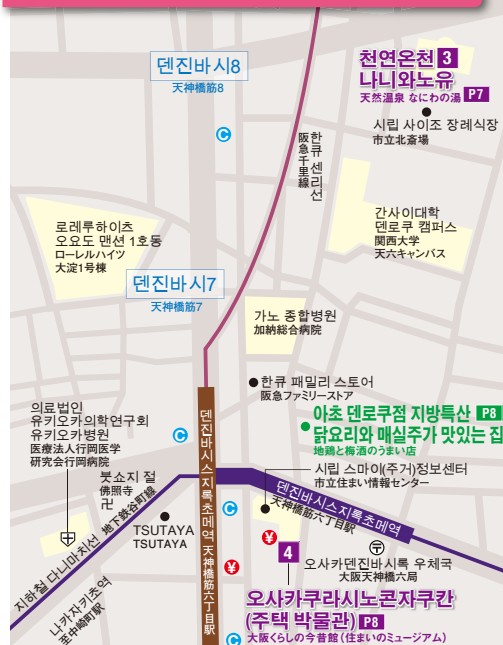 덴진바시8
天神橋筋8
천연온천 3
나니와노유
天然温泉 なにわの湯 P7
시립 사이조 장례식장
市立北斎場
C
한큐 센리선
阪急千里線
간사이대학
덴로쿠 캠퍼스
関西大学
天六キャンパス
로레루하이츠
오요도 맨션 1호동
ローレルハイツ
大淀1号棟
덴진바시7
天神橋筋7
가노 종합병원
加納総合病院
한큐 패밀리 스토어
阪急ファミリーストア
아초 덴로쿠점 지방특산 P8
닭요리와 매실주가 맛있는 집
地鶏と梅酒のうまい店
의료법인
유키오카의학연구회
유키오카병원
医療法人行岡医学
研究会行岡病院
C
덴진바시스지록초메역 天神橋筋六丁目駅
시립 스마이(주거)정보센터
市立住まい情報センター
붓쇼지 절
佛照寺
卍
덴진바시스지록초메역
天神橋筋六丁目駅
C
TSUTAYA
TSUTAYA
지하철 다니마치선 地下鉄谷町線
¥
¥
4
〒
오사카덴진바시록 우체국
大阪天神橋六局
나카자키초역
至中崎町駅
오사카쿠라시노콘자쿠칸
(주택 박물관) P8
C
大阪くらしの今昔館(住まいのミュージアム)